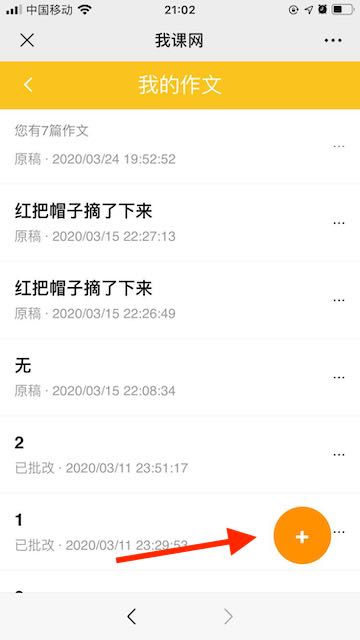 中国移动
21:02
我课网
我的作文
您有7篇作文
原稿 · 2020/03/24 19:52:52
红把帽子摘了下来
原稿 · 2020/03/15 22:27:13
红把帽子摘了下来
原稿 · 2020/03/15 22:26:49
无
原稿 · 2020/03/15 22:08:34
2
已批改 · 2020/03/11 23:51:17
1
已批改 · 2020/03/11 23:29:53